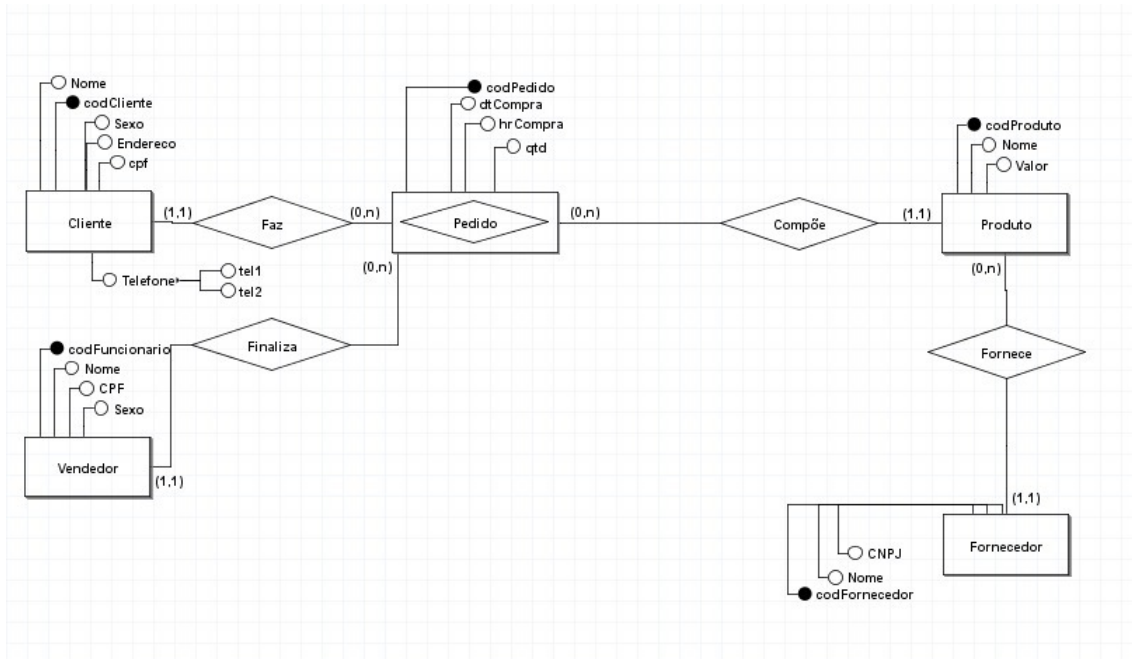 Nome
codCliente
Sexo
Endereco
cpf
Cliente
Telefone
tel1
tel2
(1,1)
Faz
(0,n)
codPedido
dtCompra
hrCompra
qtd
Pedido
(0,n)
(0,n)
Compõe
(1,1)
codProduto
Nome
Valor
Produto
(0,n)
Finaliza
codFuncionario
Nome
CPF
Sexo
Vendedor
(1,1)
Fornece
(1,1)
Fornecedor
CNPJ
Nome
codFornecedor